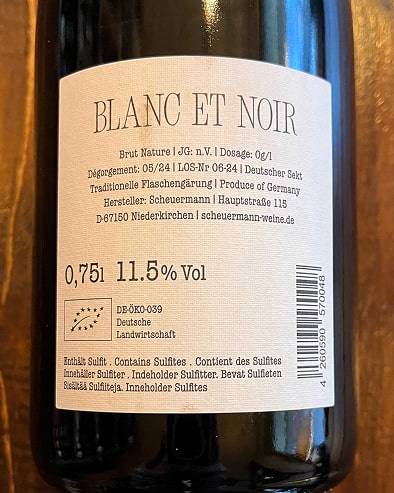 BLANC ET NOIR
Brut Nature | JG: n.V. | Dosage: 0g/l
Dégorgement: 05/24 | LOS-Nr 06-24 | Deutscher Sekt
Traditionelle Flaschengärung | Produce of Germany
Hersteller: Scheuermann | Hauptstraße 115
D-67150 Niederkirchen | scheuermann-weine.de
0,75l 11.5% Vol
DE-ÖKO-039
Deutsche
Landwirtschaft
Enthält Sulfit . Contains Sulfites . Contient des Sulfites
Innehåller Sulfiter . Indeholder Sulfitter. Bevat Sulfieten
Sisältää Sulfiiteja. Inneholder Sulfites
4 260590 570048